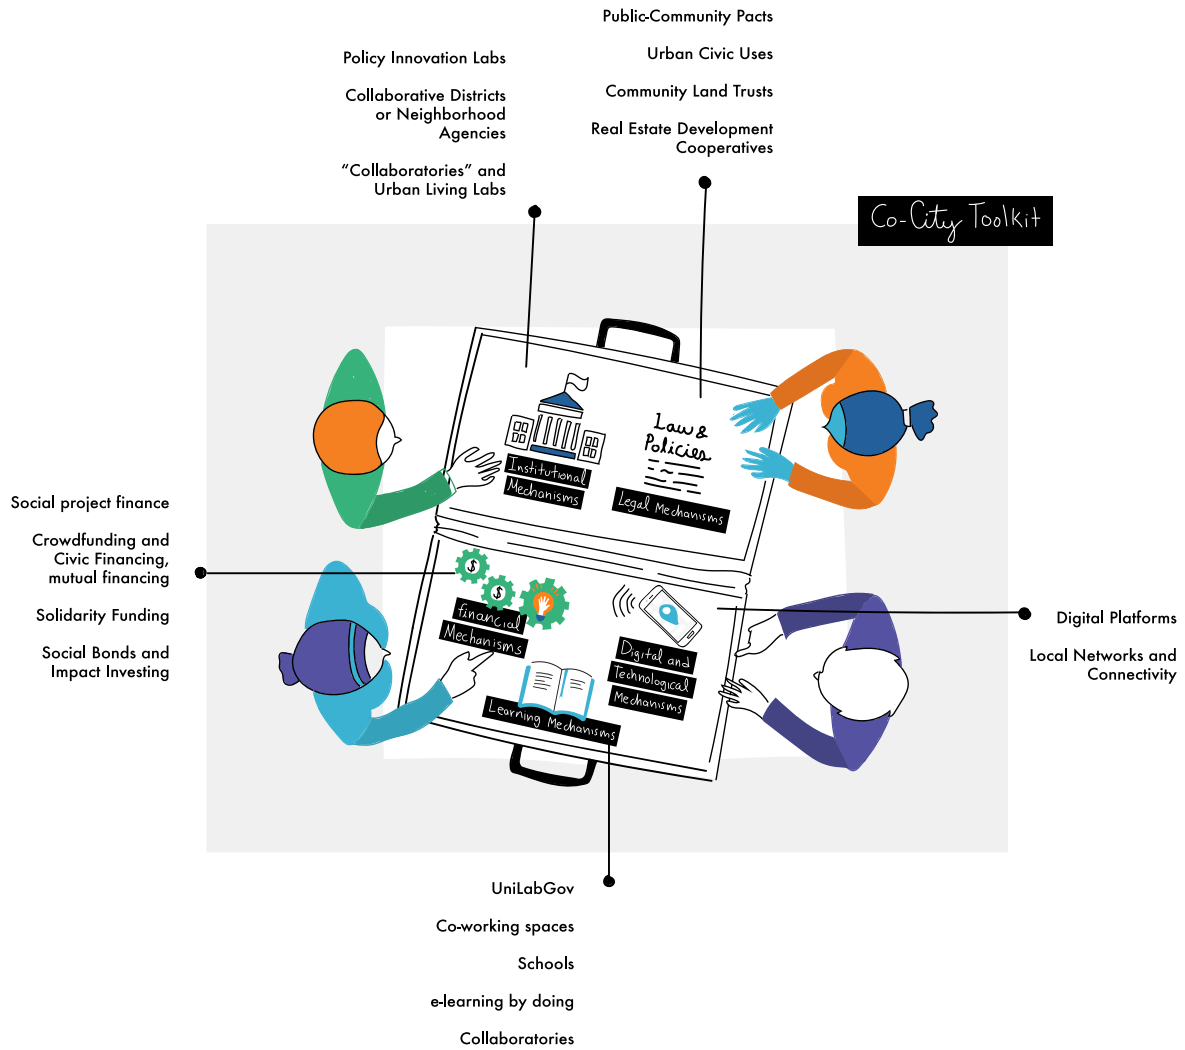 Public-Community Pacts
Urban Civic Uses
Community Land Trusts
Real Estate Development
Cooperatives
Policy Innovation Labs
Collaborative Districts
or Neighborhood
Agencies
“Collaboratories” and
Urban Living Labs
Co-City Toolkit
Law &
Policies
Institutional
Mechanisms
Legal Mechanisms
Social project finance
Crowdfunding and
Civic Financing,
mutual financing
Solidarity Funding
Social Bonds and
Impact Investing
$
$
financial
Mechanisms
Digital and
Technological
Mechanisms
Learning Mechanisms
Digital Platforms
Local Networks and
Connectivity
UniLabGov
Co-working spaces
Schools
e-learning by doing
Collaboratories